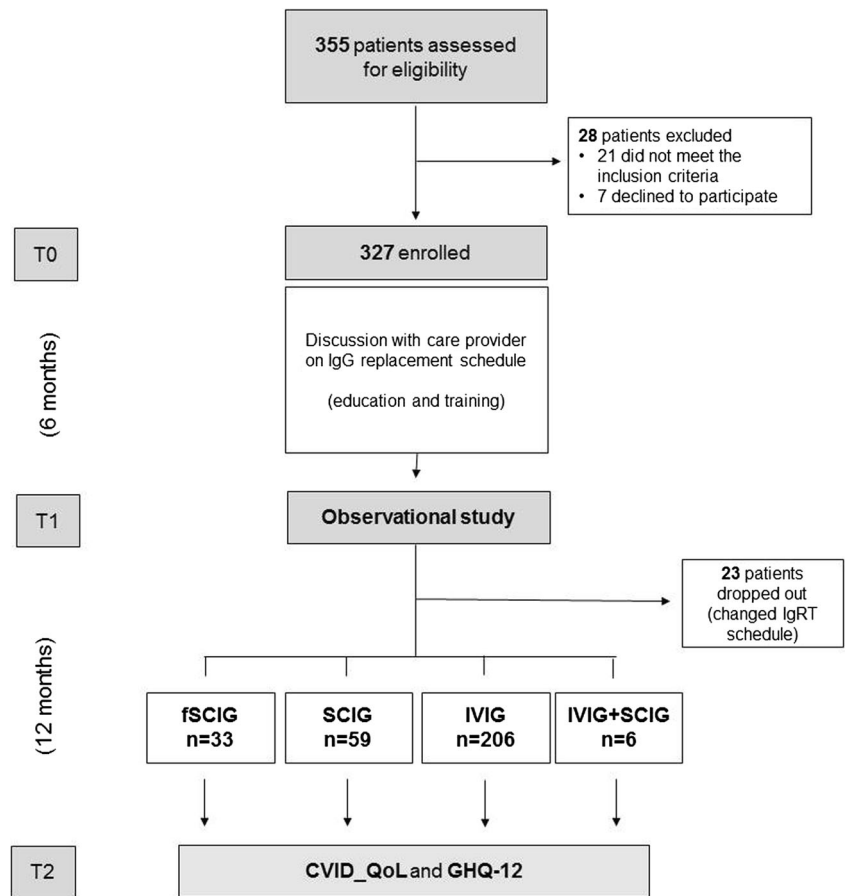 355 patients assessed
for eligibility
28 patients excluded
• 21 did not meet the
inclusion criteria
• 7 declined to participate
T0
327 enrolled
(6 months)
Discussion with care provider
on IgG replacement schedule
(education and training)
T1
Observational study
23 patients
dropped out
(changed IgRT
schedule)
(12 months)
fSCIG
n=33
SCIG
n=59
IVIG
n=206
IVIG+SCIG
n=6
T2
CVID_QoL and GHQ-12